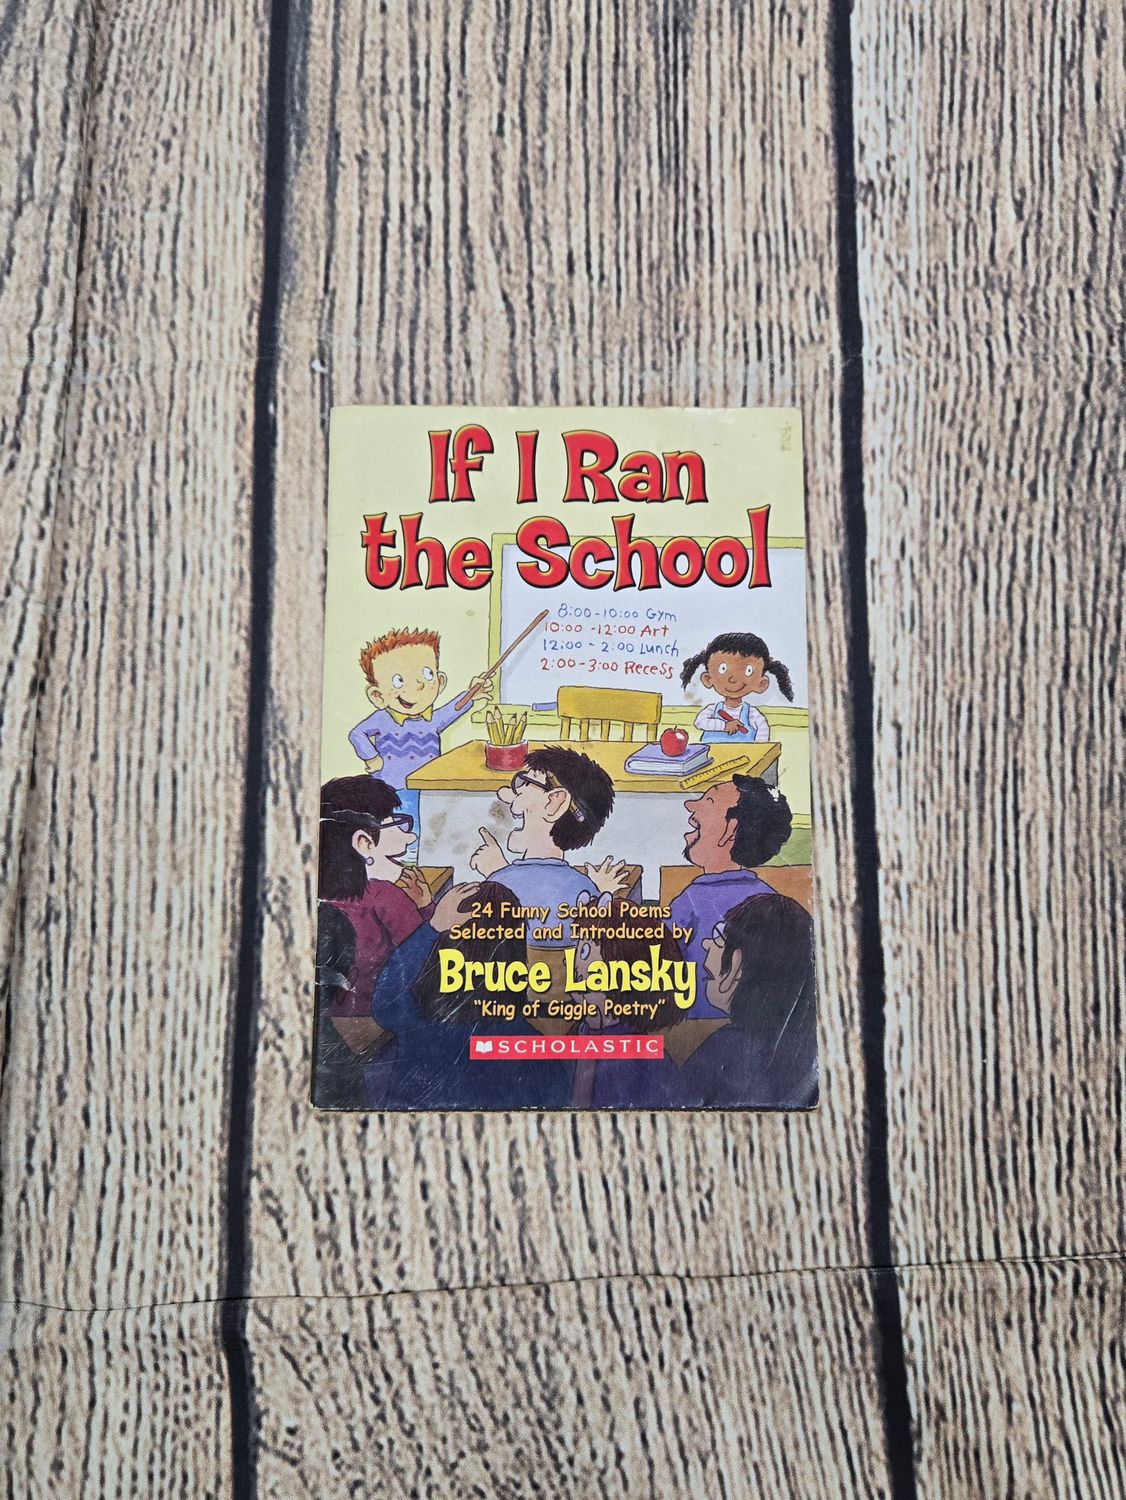 If I Ran
the School
8:00-10:00 Gym
10:00 -12:00 Art
12:00 - 2:00 Lunch
2:00-3:00 Recess
24 Funny School Poems
Selected and Introduced by
Bruce Lansky
"King of Giggle Poetry"
SCHOLASTIC